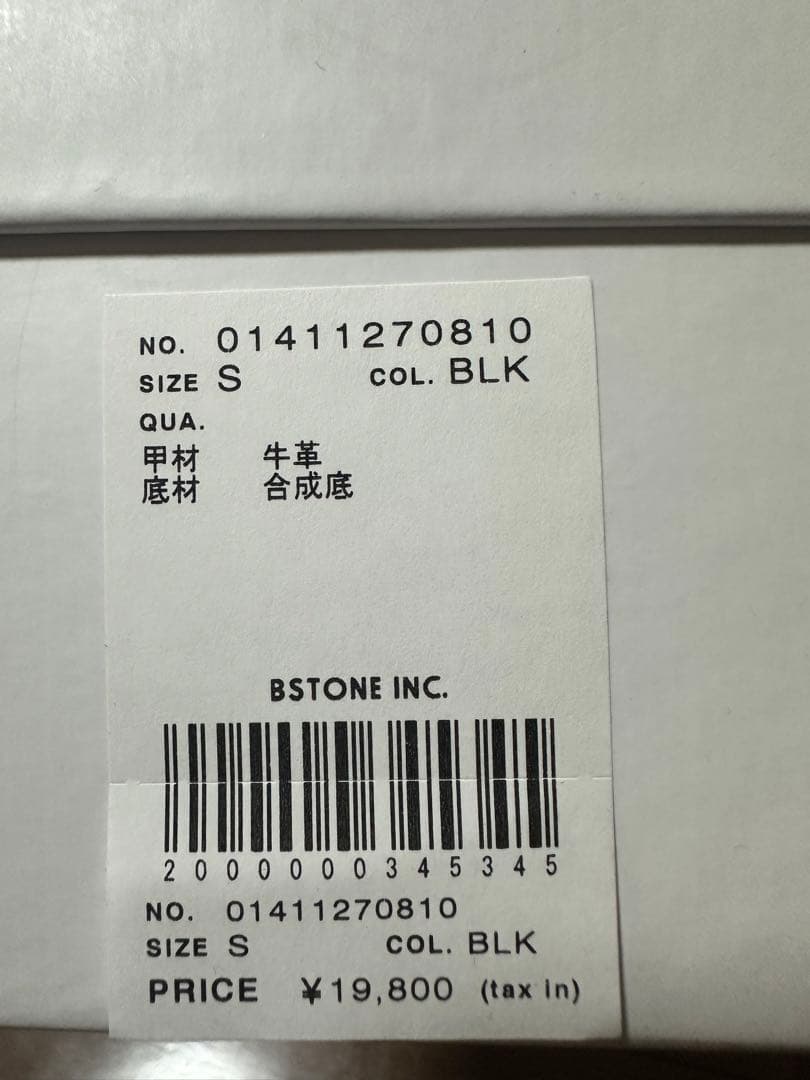 NO. 01411270810
SIZE S COL. BLK
QUA.
甲材 牛革
底材 合成底
BSTONE INC.
2000000345345
NO. 01411270810
SIZE S COL. BLK
PRICE ¥19,800 (tax in)